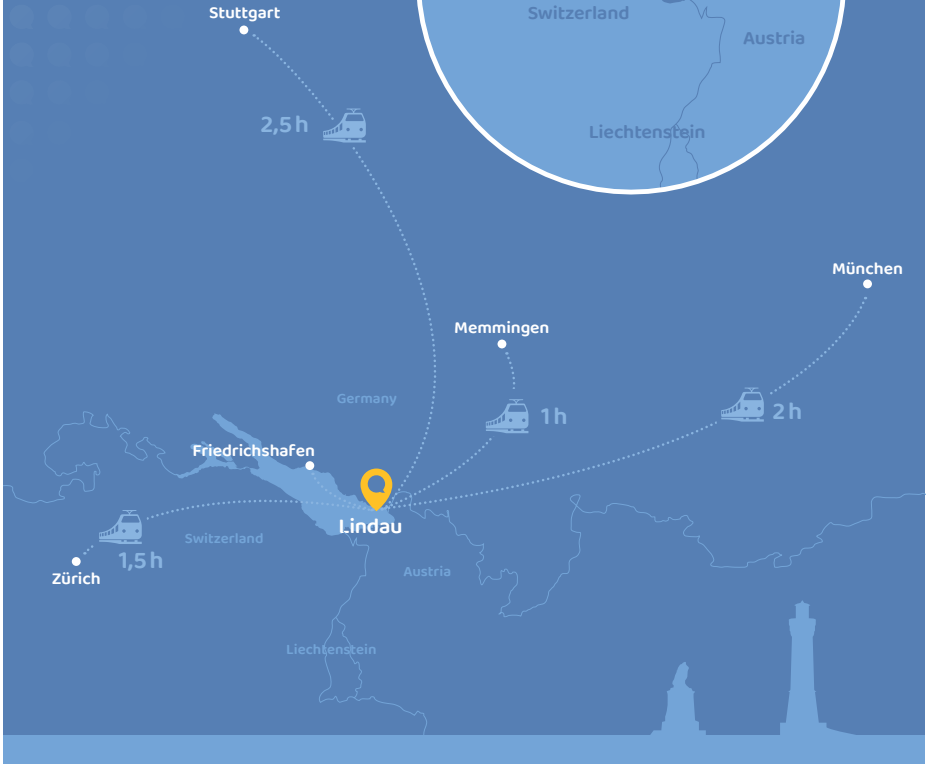 Stuttgart
Switzerland
Austria
2,5 h
Liechtenstein
München
Memmingen
Germany
1 h
2 h
Friedrichshafen
Lindau
Switzerland
1,5 h
Zürich
Austria
Liechtenstein